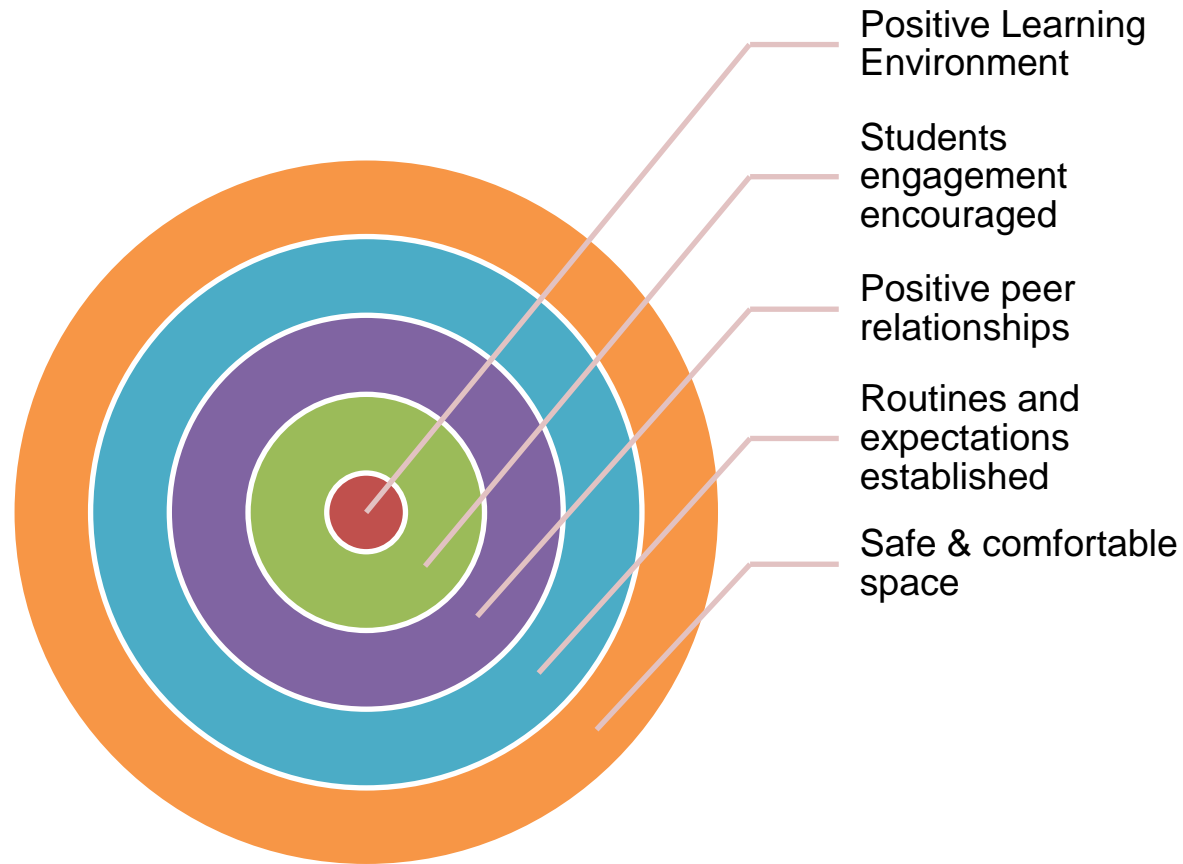 Positive Learning
Environment
Students
engagement
encouraged
Positive peer
relationships
Routines and
expectations
established
Safe & comfortable
space